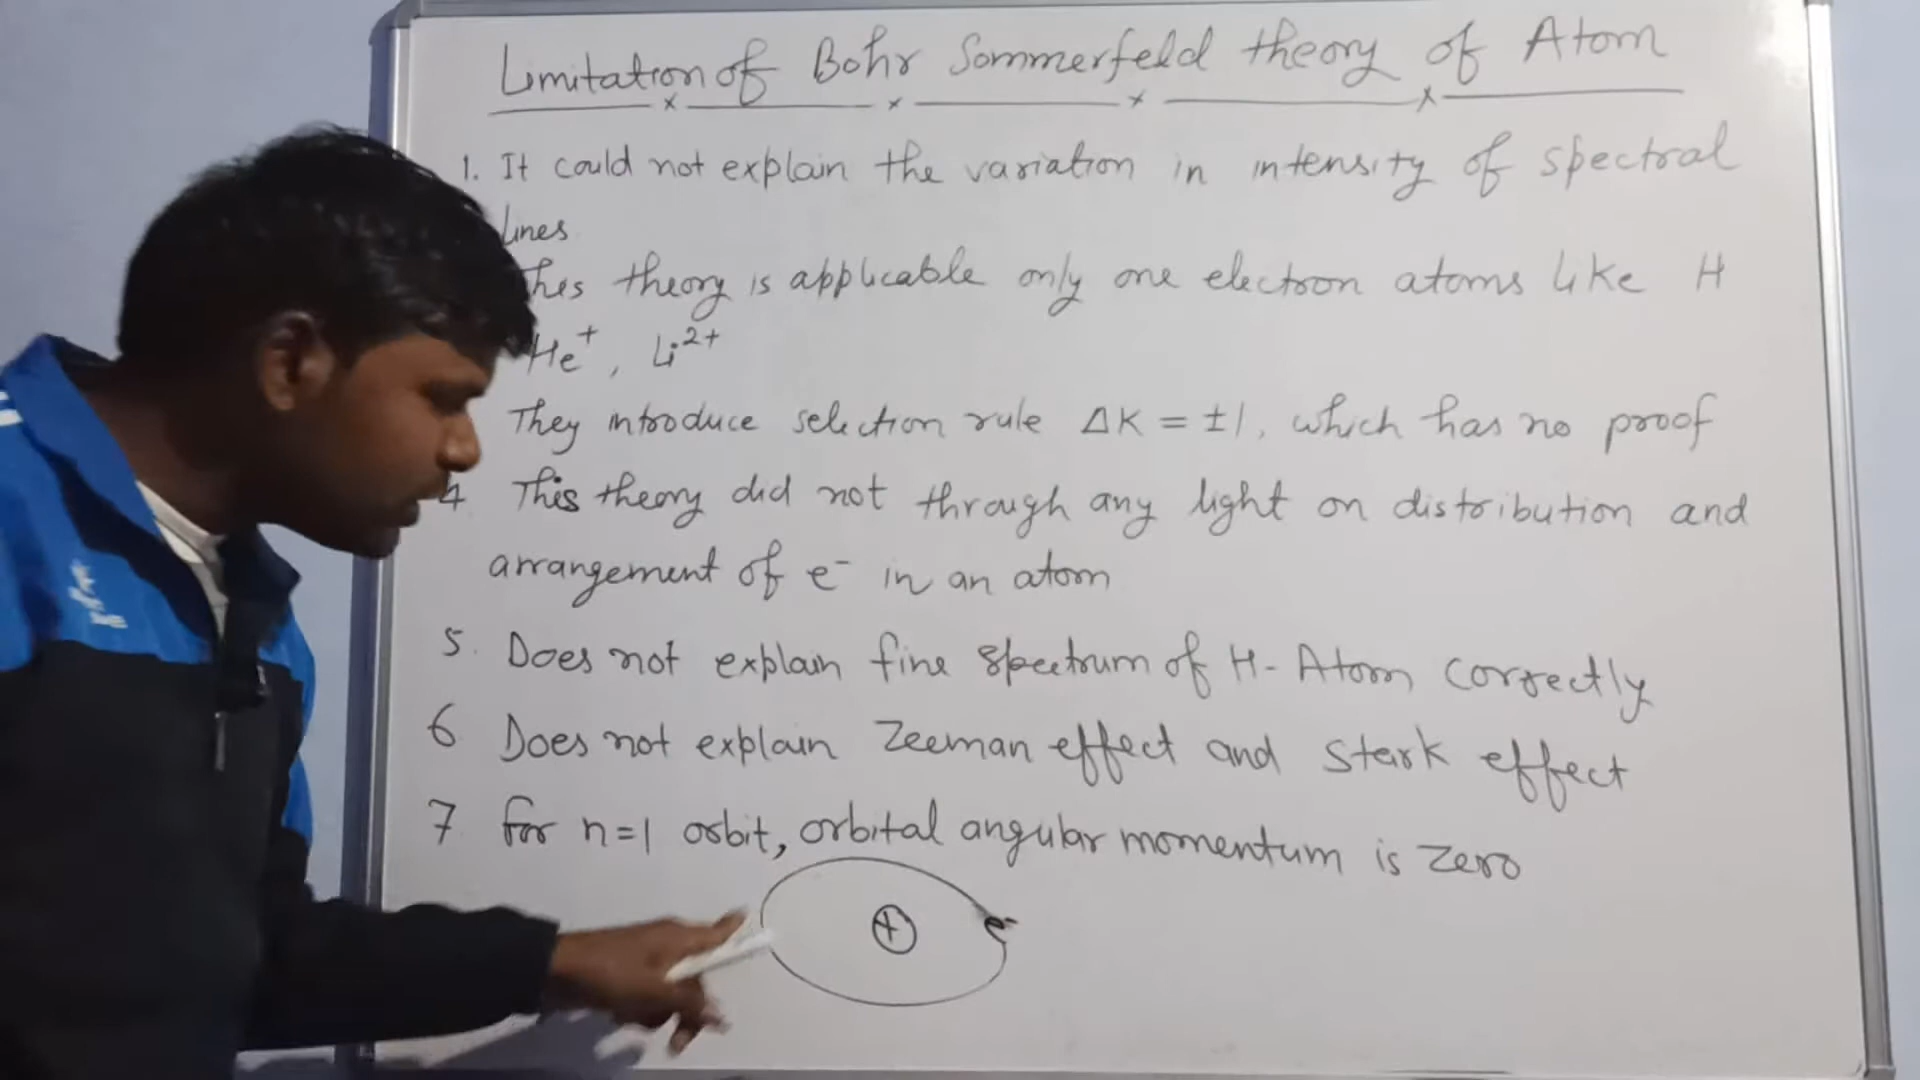 Limitation of Bohr Sommerfeld theory of Atom
1. It could not explain the variation in intensity of spectral
lines
This theory is applicable only one electron atoms like H
He⁺, Li²⁺
They introduce selection rule ΔK = ±1, which has no proof
4 This theory did not through any light on distribution and
arrangement of e⁻ in an atom
5. Does not explain fine spectrum of H-Atom correctly
6 Does not explain Zeeman effect and Stark effect
7 for n=1 orbit, orbital angular momentum is zero
+ e⁻